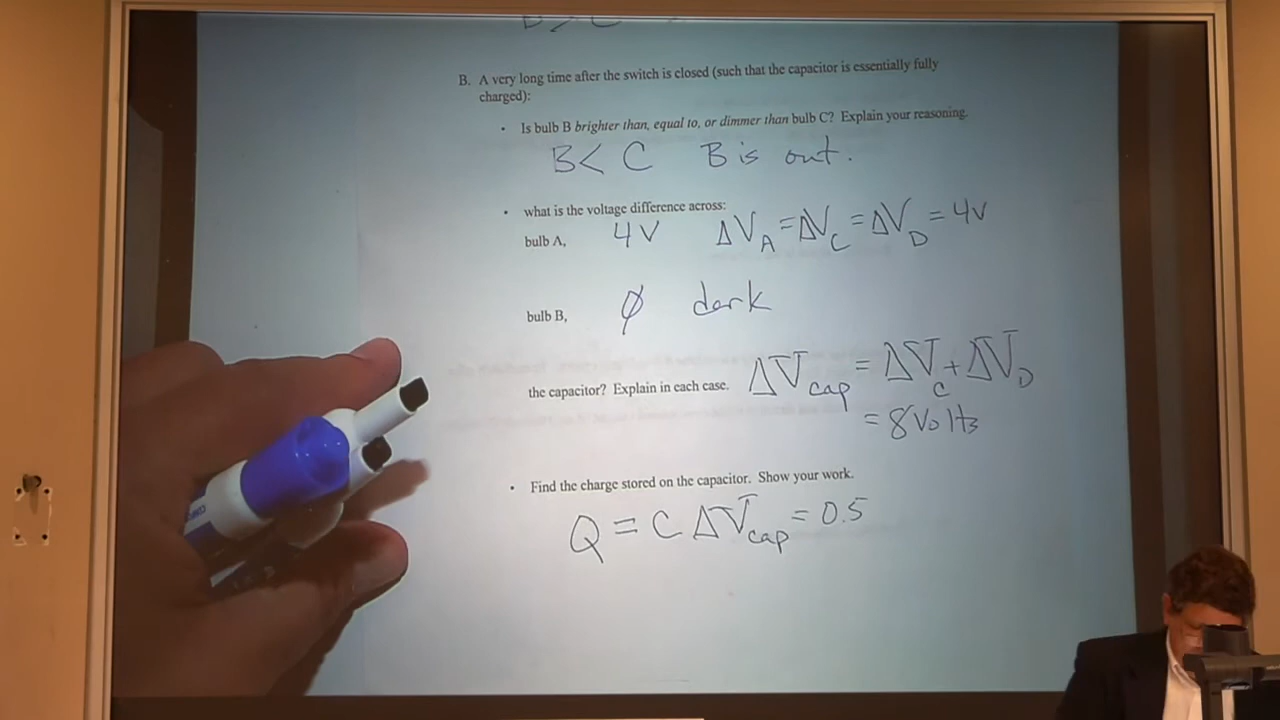 B > C
B. A very long time after the switch is closed (such that the capacitor is essentially fully
charged):
• Is bulb B brighter than, equal to, or dimmer than bulb C? Explain your reasoning.
B < C B is out.
• what is the voltage difference across:
bulb A, 4V ΔV_A = ΔV_C = ΔV_D = 4V
bulb B, ∅ dark
the capacitor? Explain in each case. ΔV_cap = ΔV_C + ΔV_D
= 8 Volts
• Find the charge stored on the capacitor. Show your work.
Q = C ΔV_cap = 0.5